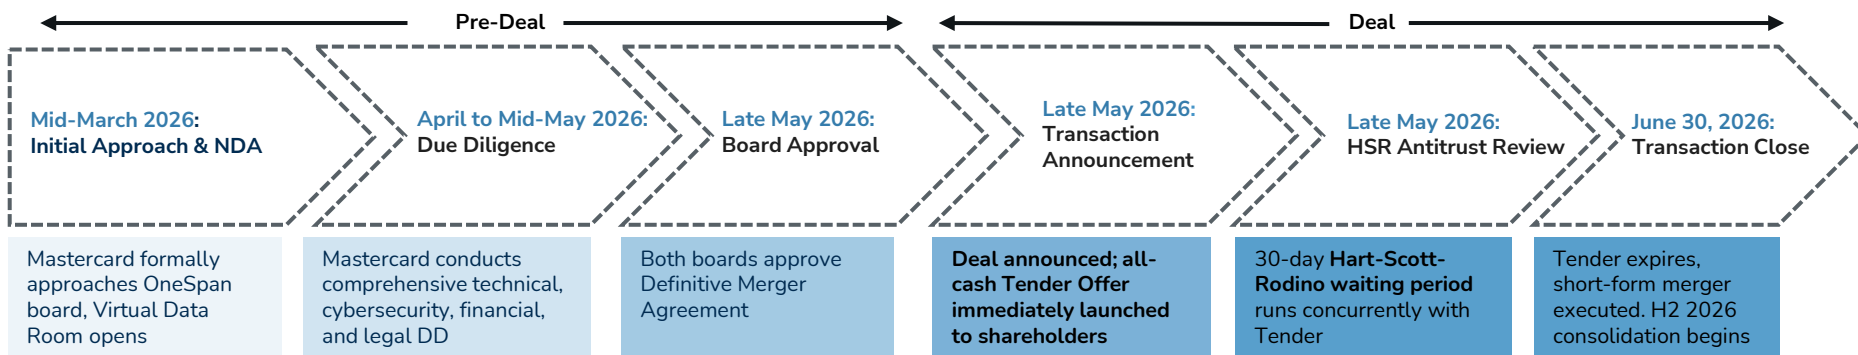 Pre-Deal
Deal
Mid-March 2026:
Initial Approach & NDA
April to Mid-May 2026:
Due Diligence
Late May 2026:
Board Approval
Late May 2026:
Transaction
Announcement
Late May 2026:
HSR Antitrust Review
June 30, 2026:
Transaction Close
Mastercard formally
approaches OneSpan
board, Virtual Data
Room opens
Mastercard conducts
comprehensive technical,
cybersecurity, financial,
and legal DD
Both boards approve
Definitive Merger
Agreement
Deal announced; all-
cash Tender Offer
immediately launched
to shareholders
30-day Hart-Scott-
Rodino waiting period
runs concurrently with
Tender
Tender expires,
short-form merger
executed. H2 2026
consolidation begins